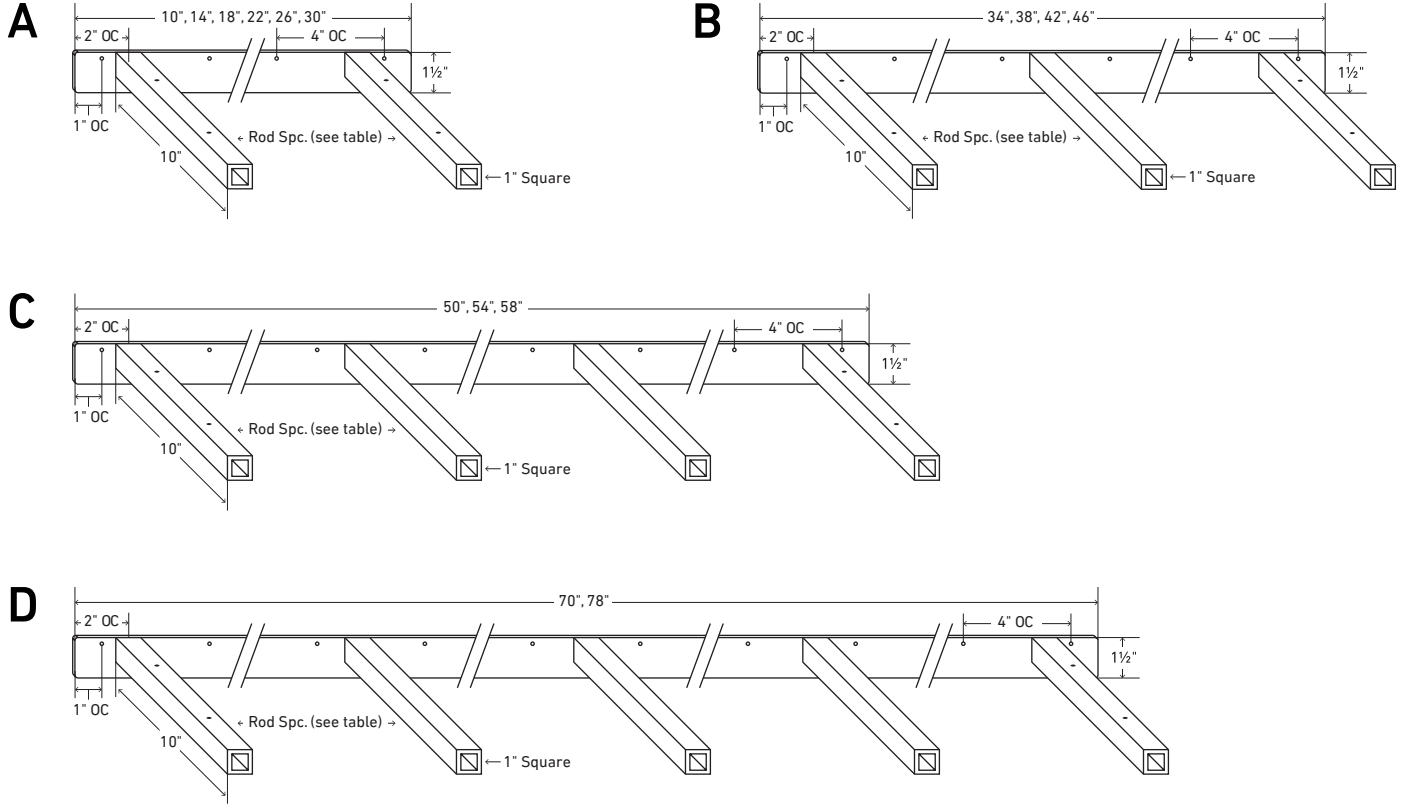 A
10", 14", 18", 22", 26", 30"
2" OC
4" OC
1½"
1" OC
10"
Rod Spc. (see table)
1" Square
B
34", 38", 42", 46"
2" OC
4" OC
1½"
1" OC
10"
Rod Spc. (see table)
1" Square
C
50", 54", 58"
2" OC
4" OC
1½"
1" OC
10"
Rod Spc. (see table)
1" Square
D
70", 78"
2" OC
4" OC
1½"
1" OC
10"
Rod Spc. (see table)
1" Square